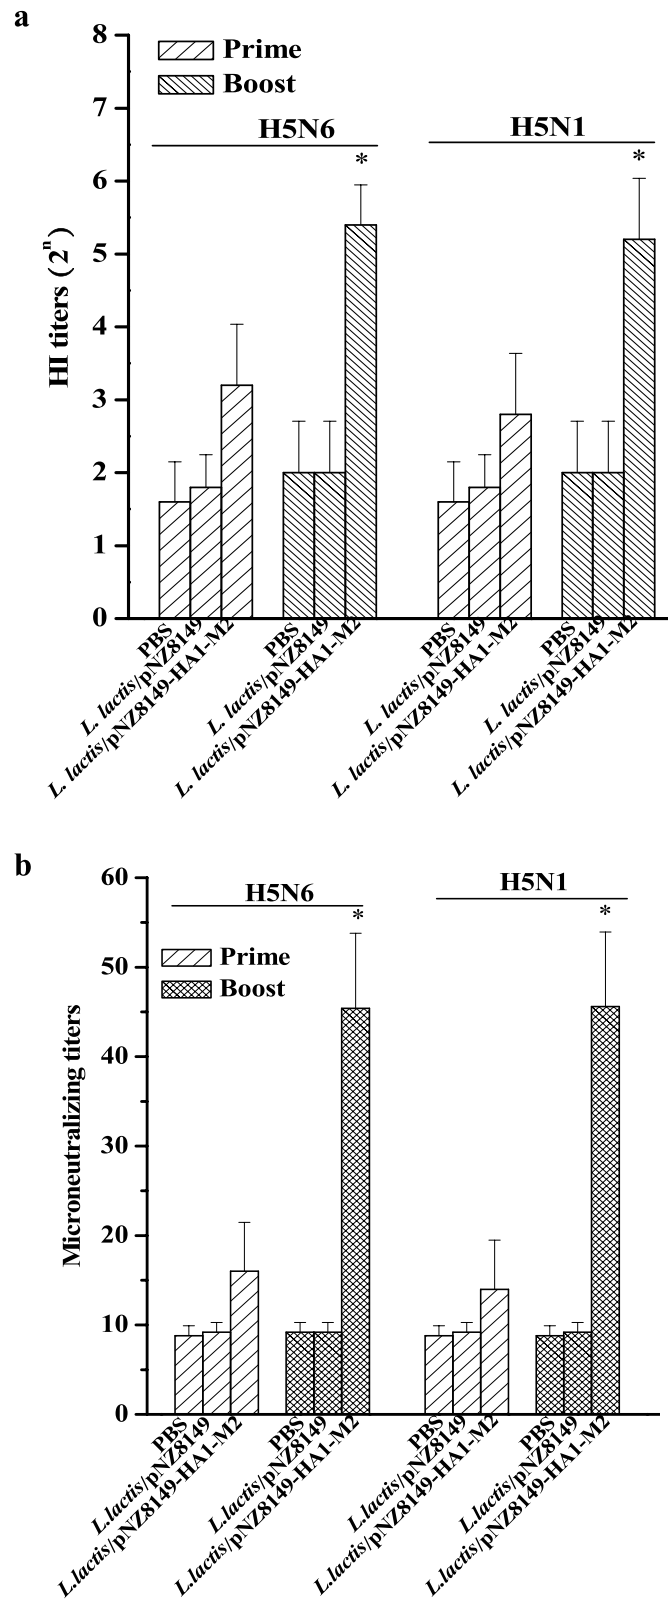 a
8
7
6
5
4
3
2
1
0
HI titers (2ⁿ)
Prime
Boost
H5N6
H5N1
*
*
PBS
L. lactis/pNZ8149
L. lactis/pNZ8149-HA1-M2
PBS
L. lactis/pNZ8149
L. lactis/pNZ8149-HA1-M2
PBS
L. lactis/pNZ8149
L. lactis/pNZ8149-HA1-M2
PBS
L. lactis/pNZ8149
L. lactis/pNZ8149-HA1-M2
b
60
50
40
30
20
10
0
Microneutralizing titers
H5N6
H5N1
*
*
Prime
Boost
PBS
L.lactis/pNZ8149
L.lactis/pNZ8149-HA1-M2
PBS
L.lactis/pNZ8149
L.lactis/pNZ8149-HA1-M2
PBS
L.lactis/pNZ8149
L.lactis/pNZ8149-HA1-M2
PBS
L.lactis/pNZ8149
L.lactis/pNZ8149-HA1-M2